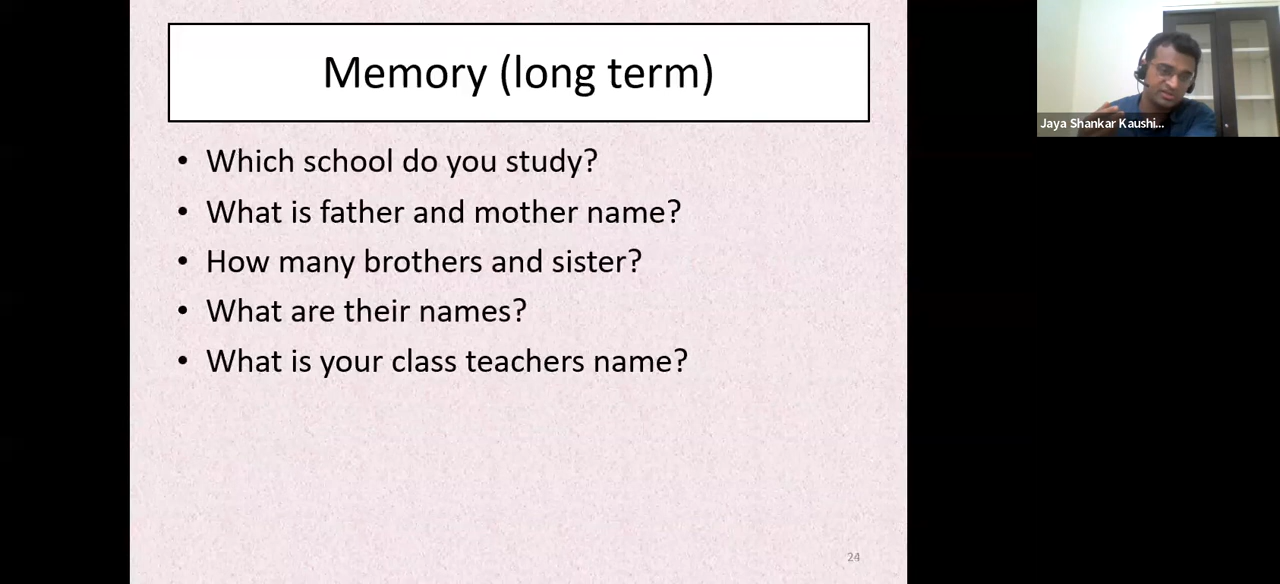 Memory (long term)
• Which school do you study?
• What is father and mother name?
• How many brothers and sister?
• What are their names?
• What is your class teachers name?
24
Jaya Shankar Kaushi...